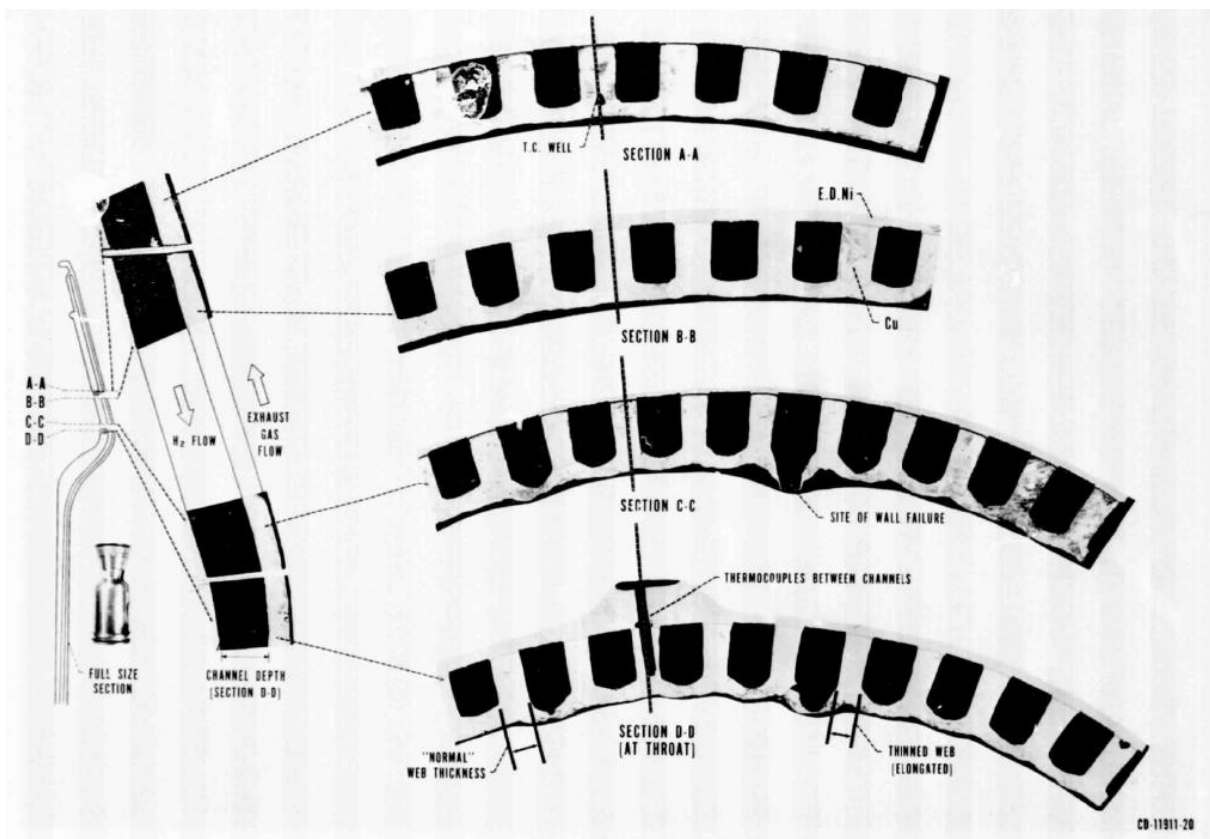 T.C. WELL
SECTION A-A
E.D.Ni
Cu
SECTION B-B
A-A
B-B
C-C
D-D
H₂ FLOW
EXHAUST
GAS
FLOW
SECTION C-C
SITE OF WALL FAILURE
THERMOCOUPLES BETWEEN CHANNELS
FULL SIZE
SECTION
CHANNEL DEPTH
(SECTION D-D)
"NORMAL"
WEB THICKNESS
SECTION D-D
(AT THROAT)
THINNED WEB
(ELONGATED)
CD-11911-20